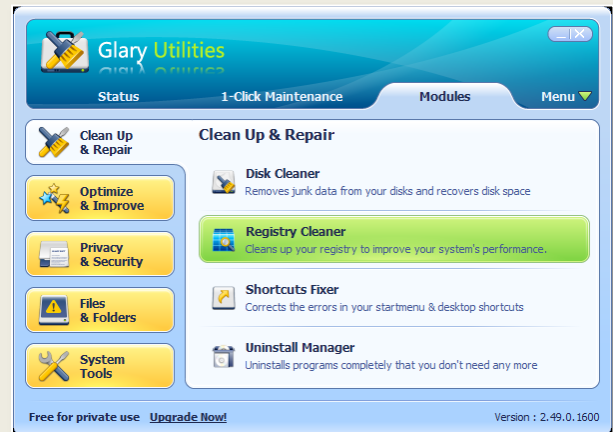 Glary Utilities
Status 1-Click Maintenance Modules Menu
Clean Up
& Repair
Optimize
& Improve
Privacy
& Security
Files
& Folders
System
Tools
Clean Up & Repair
Disk Cleaner
Removes junk data from your disks and recovers disk space
Registry Cleaner
Cleans up your registry to improve your system's performance.
Shortcuts Fixer
Corrects the errors in your startmenu & desktop shortcuts
Uninstall Manager
Uninstalls programs completely that you don't need any more
Free for private use Upgrade Now! Version : 2.49.0.1600